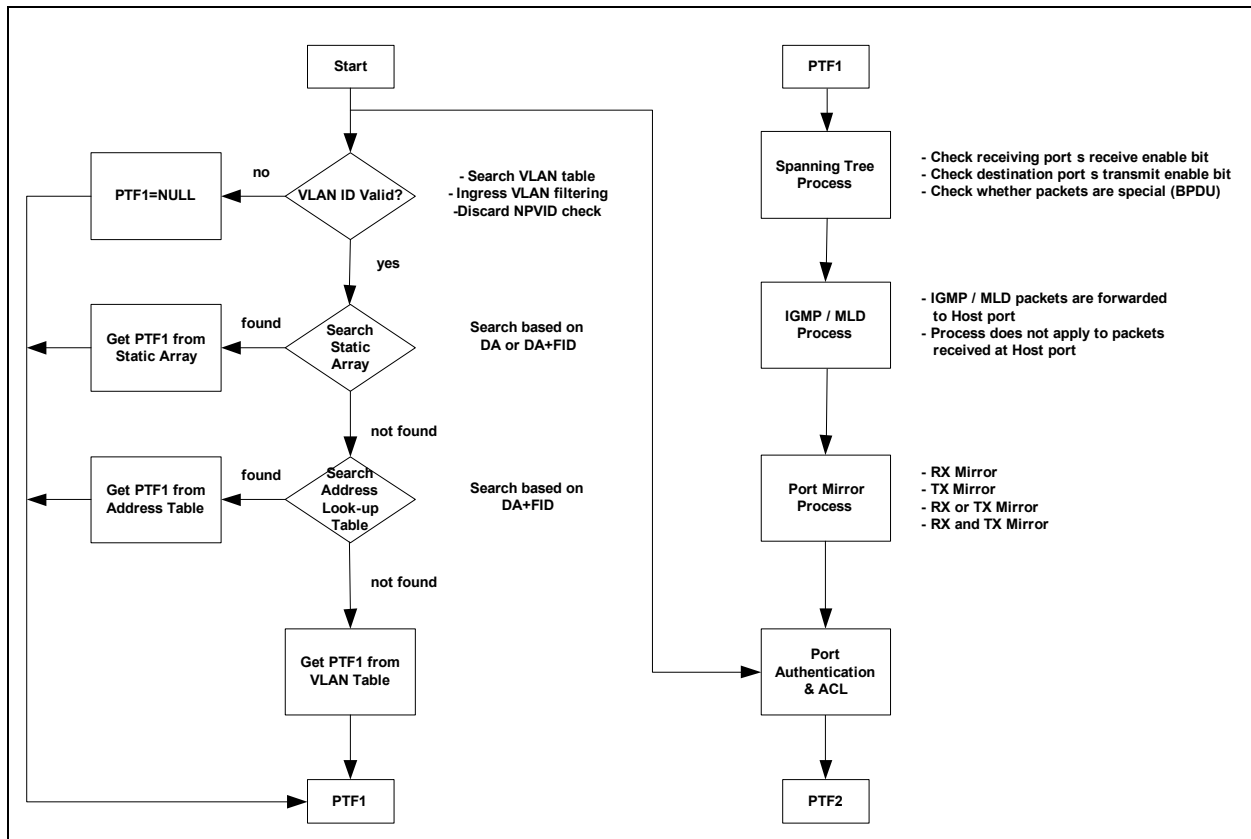 Start
VLAN ID Valid?
no
PTF1=NULL
- Search VLAN table
- Ingress VLAN filtering
-Discard NPVID check
yes
Search
Static
Array
found
Get PTF1 from
Static Array
Search based on
DA or DA+FID
not found
Search
Address
Look-up
Table
found
Get PTF1 from
Address Table
Search based on
DA+FID
not found
Get PTF1 from
VLAN Table
PTF1
PTF1
Spanning Tree
Process
- Check receiving port s receive enable bit
- Check destination port s transmit enable bit
- Check whether packets are special (BPDU)
IGMP / MLD
Process
- IGMP / MLD packets are forwarded
to Host port
- Process does not apply to packets
received at Host port
Port Mirror
Process
- RX Mirror
- TX Mirror
- RX or TX Mirror
- RX and TX Mirror
Port
Authentication
& ACL
PTF2